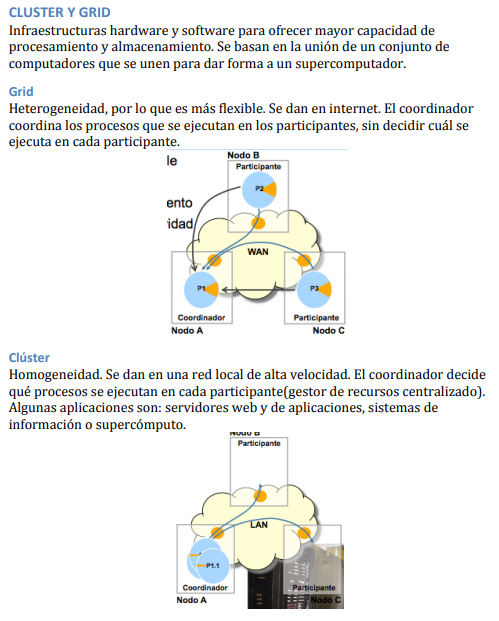 CLUSTER Y GRID
Infraestructuras hardware y software para ofrecer mayor capacidad de
procesamiento y almacenamiento. Se basan en la unión de un conjunto de
computadores que se unen para dar forma a un supercomputador.
Grid
Heterogeneidad, por lo que es más flexible. Se dan en internet. El coordinador
coordina los procesos que se ejecutan en los participantes, sin decidir cuál se
ejecuta en cada participante.
le
Nodo B
Participante
P2
ento
idad
WAN
P1
P3
Coordinador
Participante
Nodo A
Nodo C
Clúster
Homogeneidad. Se dan en una red local de alta velocidad. El coordinador decide
qué procesos se ejecutan en cada participante(gestor de recursos centralizado).
Algunas aplicaciones son: servidores web y de aplicaciones, sistemas de
información o supercómputo.
Nodo B
Participante
LAN
P1.1
Coordinador
Participante
Nodo A
Nodo C